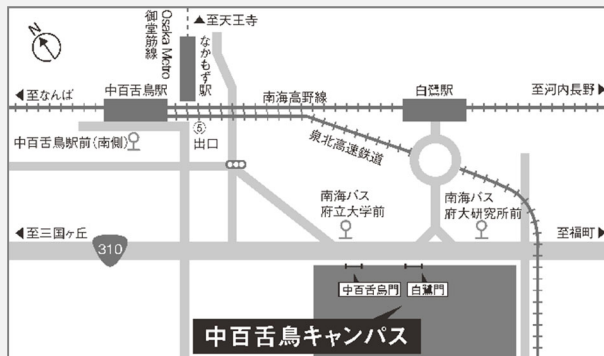 ▲至天王寺
Osaka Metro
御堂筋線
なかもず駅
◀至なんば
中百舌鳥駅
南海高野線
白鷺駅
至河内長野▶
中百舌鳥駅前(南側)
⑤
出口
泉北高速鉄道
南海バス
府立大学前
南海バス
府大研究所前
◀至三国ヶ丘
310
至福町▶
中百舌鳥門
白鷺門
中百舌鳥キャンパス